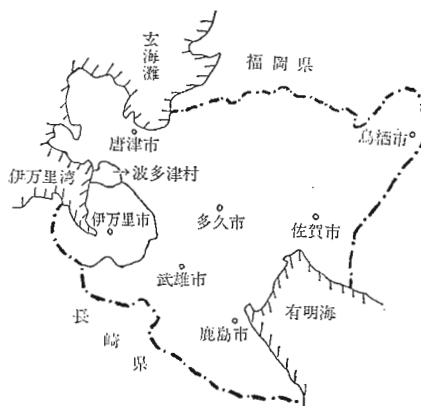 玄海灘
福岡県
鳥栖市
唐津市
伊万里湾
→波多津村
伊万里市
多久市
佐賀市
武雄市
有明海
鹿島市
長崎県